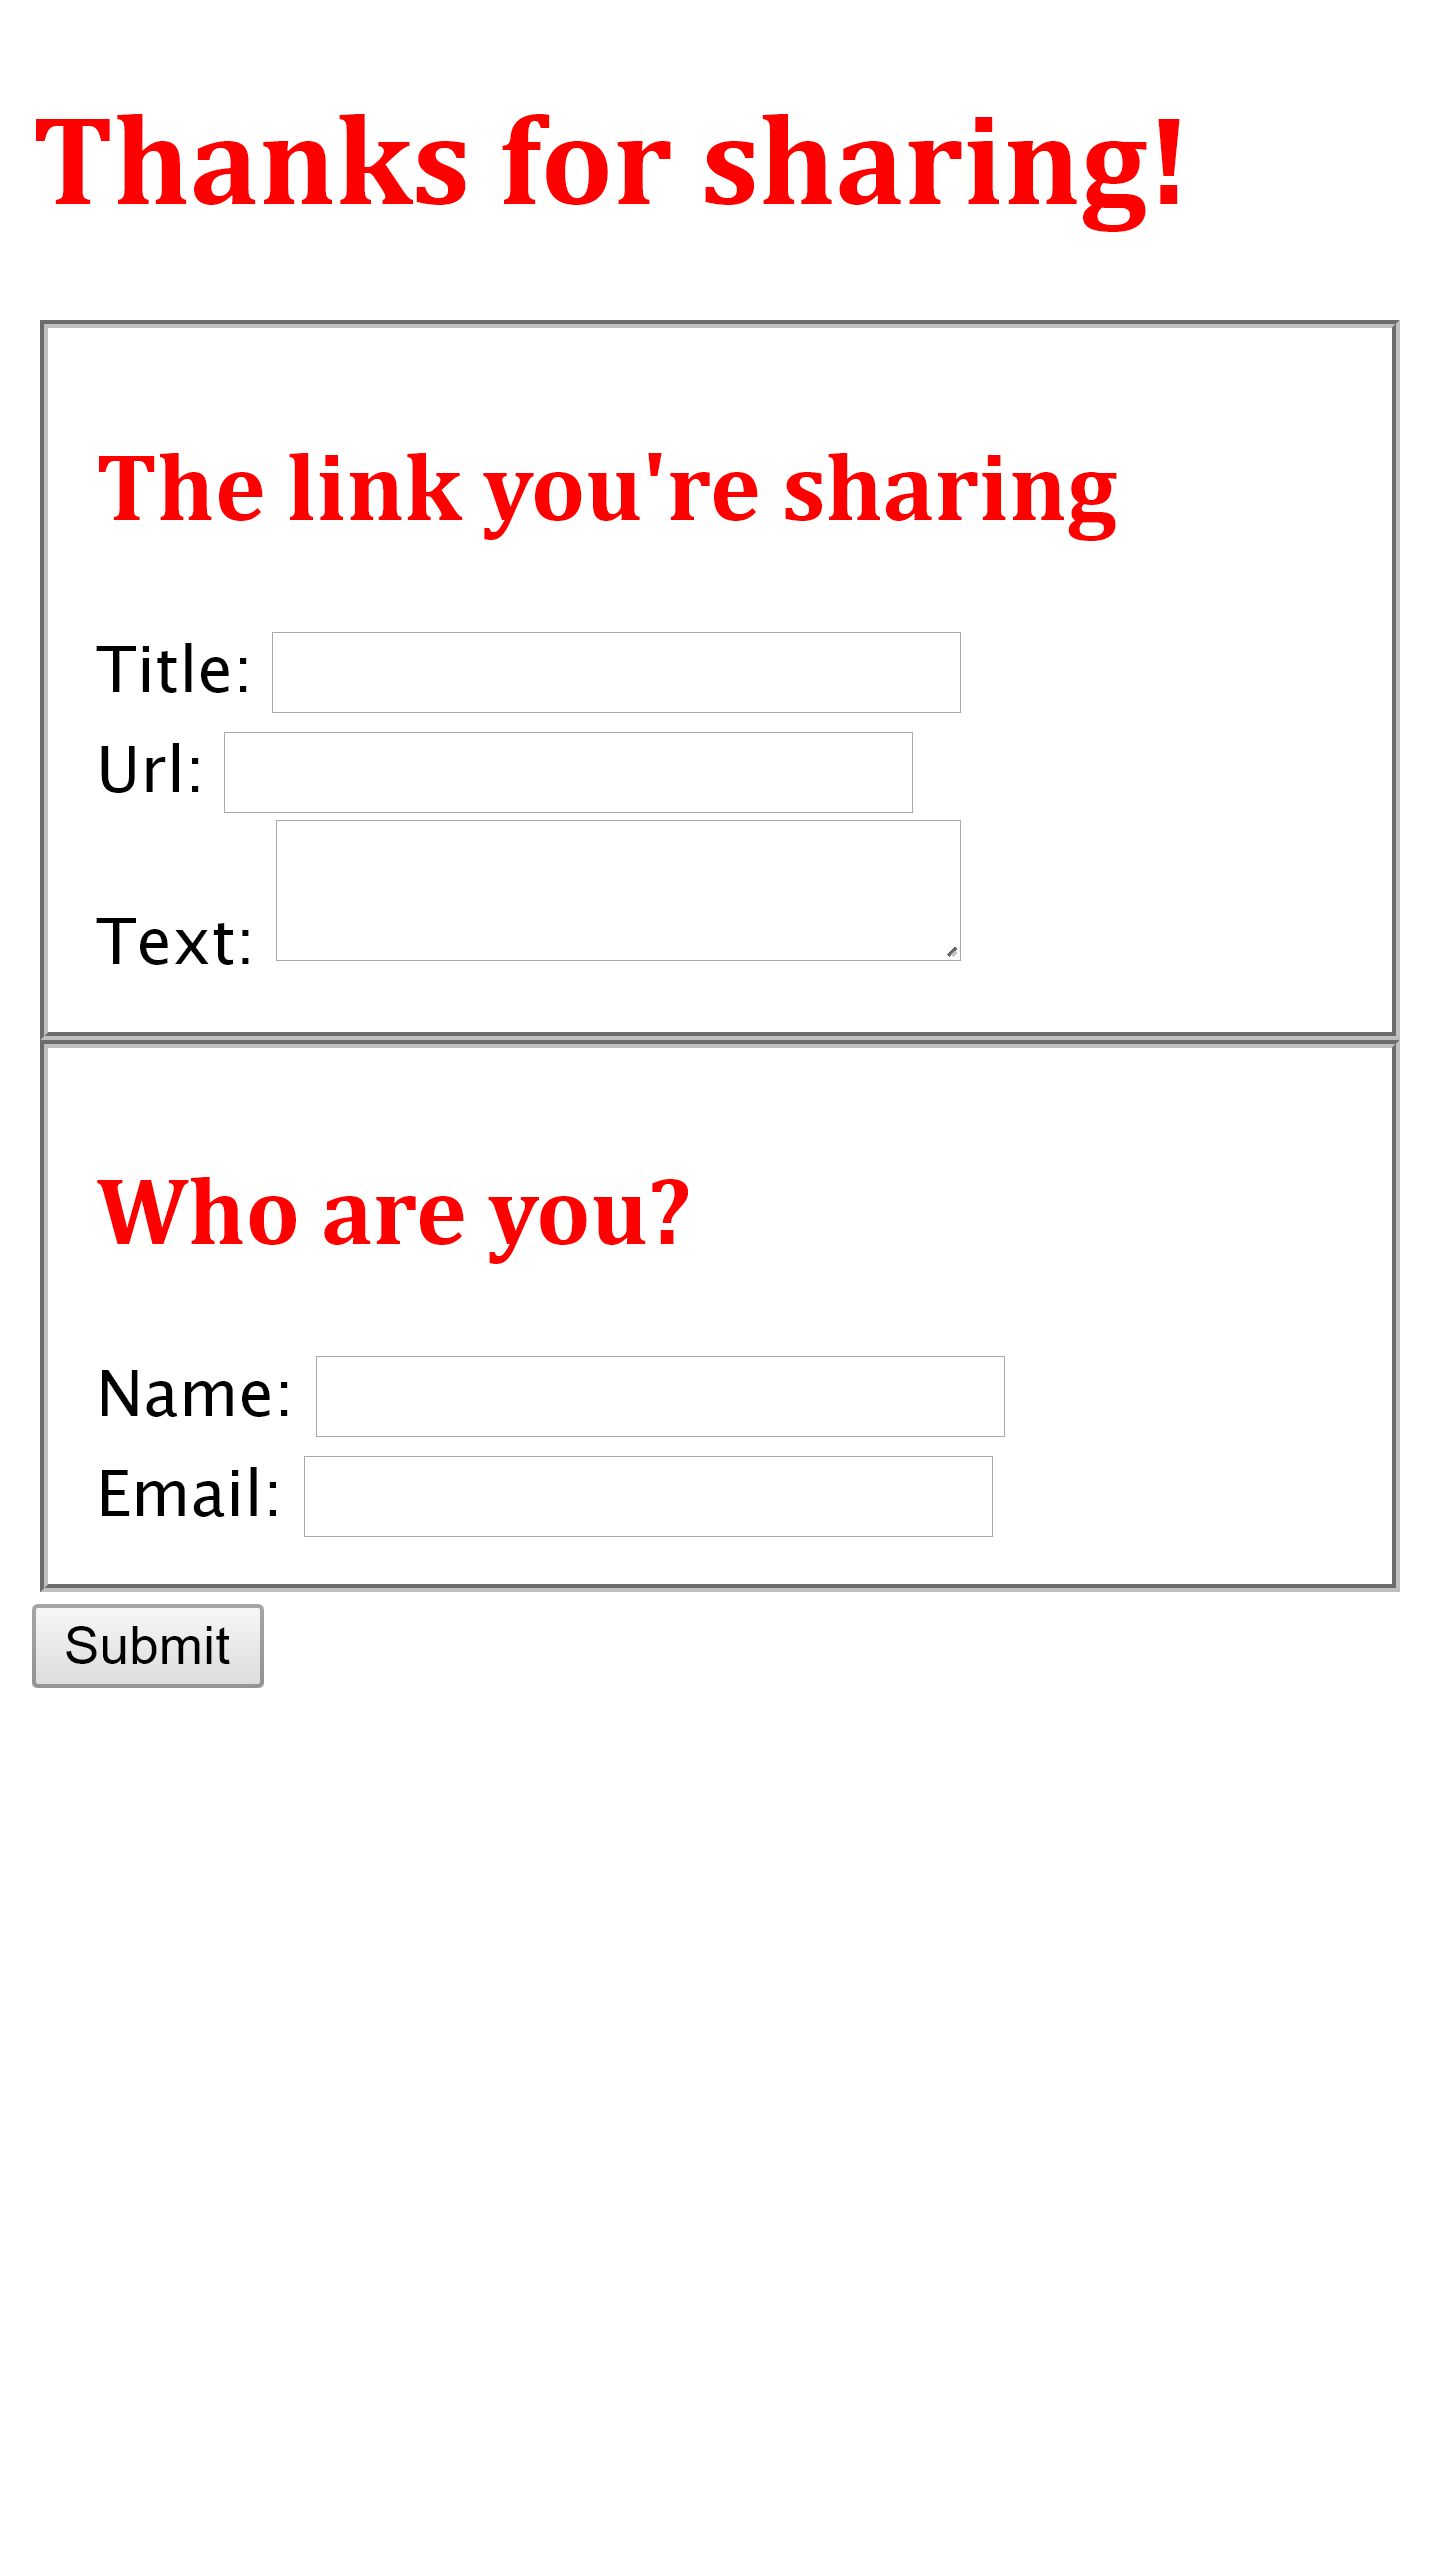 Thanks for sharing!
The link you're sharing
Title:
Url:
Text:
Who are you?
Name:
Email:
Submit